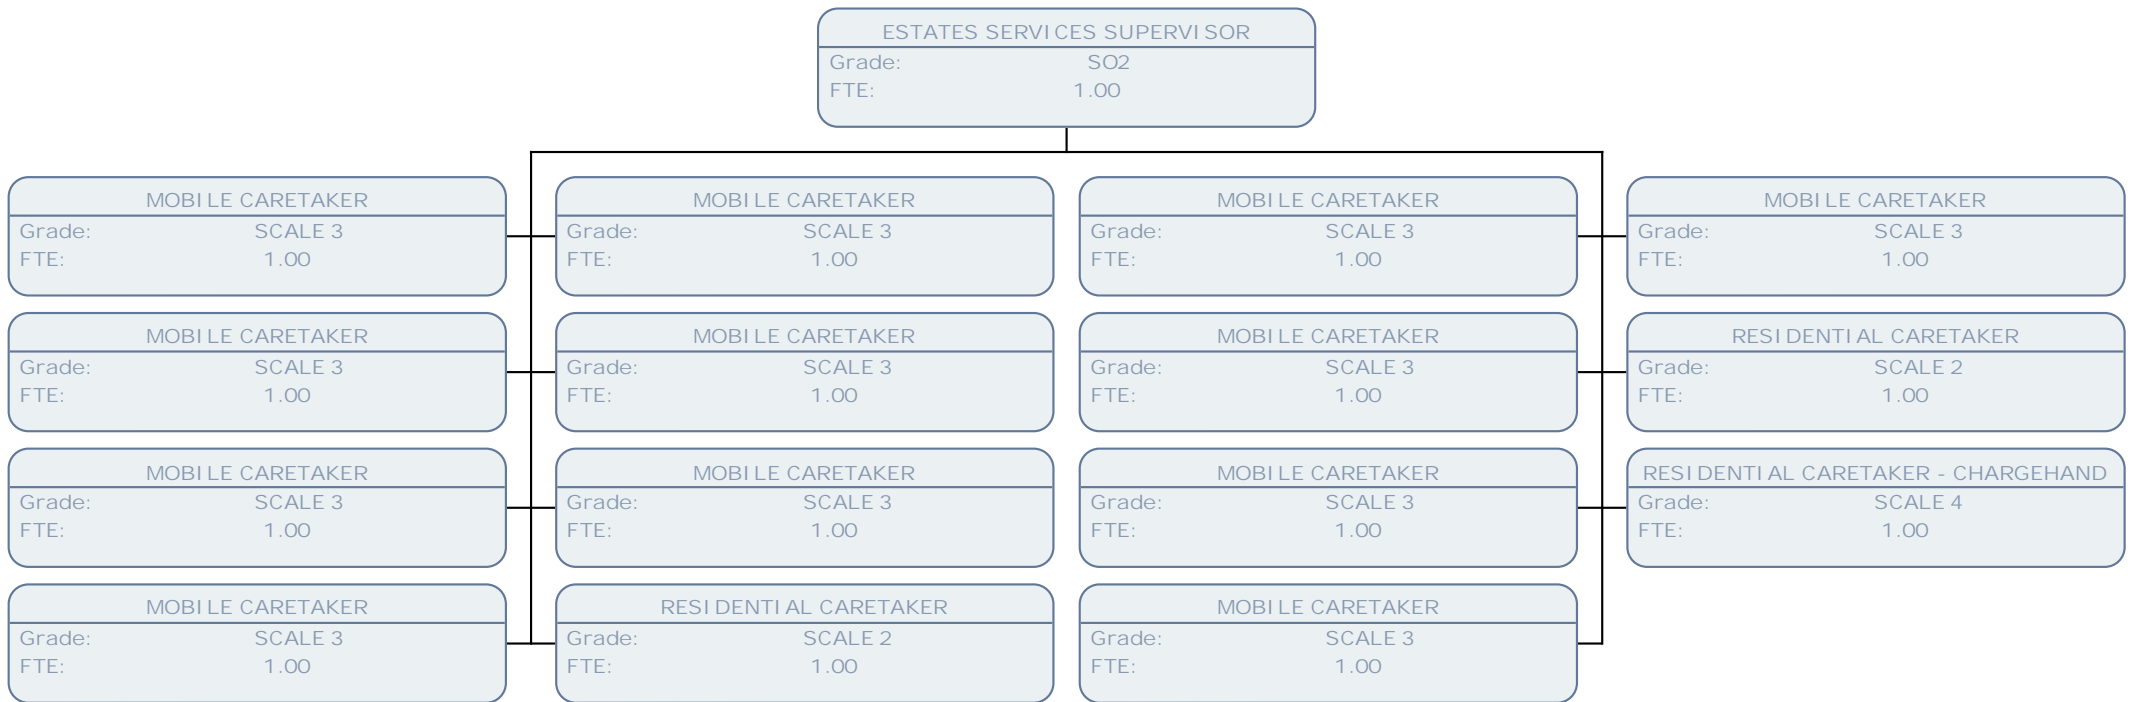 ESTATES SERVICES SUPERVISOR
Grade: SO2
FTE: 1.00
MOBILE CARETAKER
Grade: SCALE 3
FTE: 1.00
MOBILE CARETAKER
Grade: SCALE 3
FTE: 1.00
MOBILE CARETAKER
Grade: SCALE 3
FTE: 1.00
MOBILE CARETAKER
Grade: SCALE 3
FTE: 1.00
MOBILE CARETAKER
Grade: SCALE 3
FTE: 1.00
MOBILE CARETAKER
Grade: SCALE 3
FTE: 1.00
MOBILE CARETAKER
Grade: SCALE 3
FTE: 1.00
RESIDENTIAL CARETAKER
Grade: SCALE 2
FTE: 1.00
MOBILE CARETAKER
Grade: SCALE 3
FTE: 1.00
MOBILE CARETAKER
Grade: SCALE 3
FTE: 1.00
MOBILE CARETAKER
Grade: SCALE 3
FTE: 1.00
RESIDENTIAL CARETAKER - CHARGEHAND
Grade: SCALE 4
FTE: 1.00
MOBILE CARETAKER
Grade: SCALE 3
FTE: 1.00
RESIDENTIAL CARETAKER
Grade: SCALE 2
FTE: 1.00
MOBILE CARETAKER
Grade: SCALE 3
FTE: 1.00